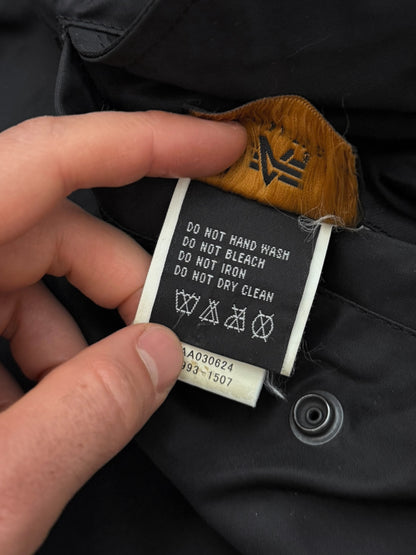 DO NOT HAND WASH
DO NOT BLEACH
DO NOT IRON
DO NOT DRY CLEAN
AA030624
993-1507